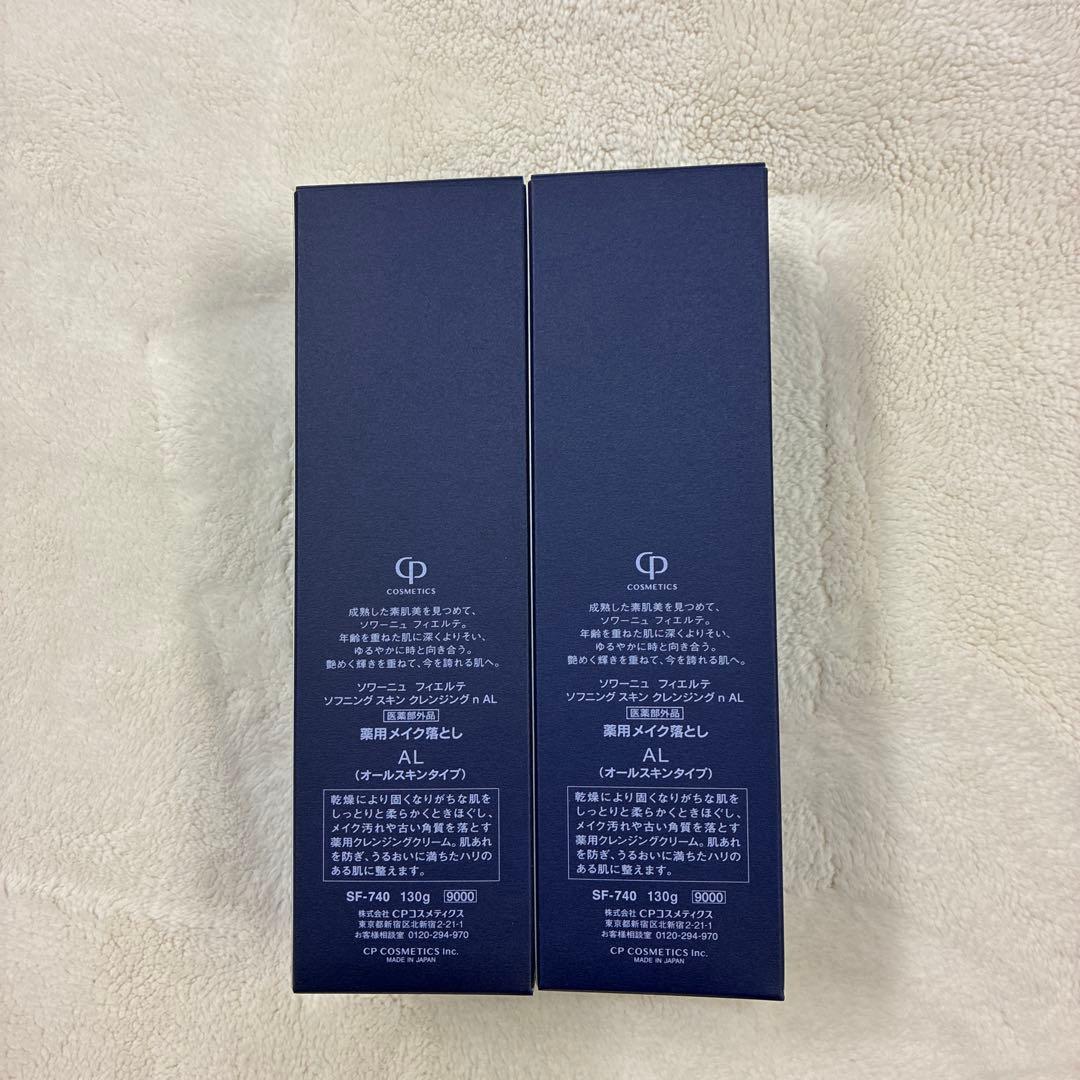 CP
COSMETICS
成熟した素肌美を見つめて、
ソワーニュ フィエルテ。
年齢を重ねた肌に深くよりそい、
ゆるやかに時と向き合う。
艶めく輝きを重ねて、今を誇れる肌へ。
ソワーニュ フィエルテ
ソフニング スキン クレンジング n AL
医薬部外品
薬用メイク落とし
AL
(オールスキンタイプ)
乾燥により固くなりがちな肌を
しっとりと柔らかくときほぐし、
メイク汚れや古い角質を落とす
薬用クレンジングクリーム。肌あれ
を防ぎ、うるおいに満ちたハリの
ある肌に整えます。
SF-740 130g 9000
株式会社 CPコスメティクス
東京都新宿区北新宿2-21-1
お客様相談室 0120-294-970
CP COSMETICS Inc.
MADE IN JAPAN
CP
COSMETICS
成熟した素肌美を見つめて、
ソワーニュ フィエルテ。
年齢を重ねた肌に深くよりそい、
ゆるやかに時と向き合う。
艶めく輝きを重ねて、今を誇れる肌へ。
ソワーニュ フィエルテ
ソフニング スキン クレンジング n AL
医薬部外品
薬用メイク落とし
AL
(オールスキンタイプ)
乾燥により固くなりがちな肌を
しっとりと柔らかくときほぐし、
メイク汚れや古い角質を落とす
薬用クレンジングクリーム。肌あれ
を防ぎ、うるおいに満ちたハリの
ある肌に整えます。
SF-740 130g 9000
株式会社 CPコスメティクス
東京都新宿区北新宿2-21-1
お客様相談室 0120-294-970
CP COSMETICS Inc.
MADE IN JAPAN